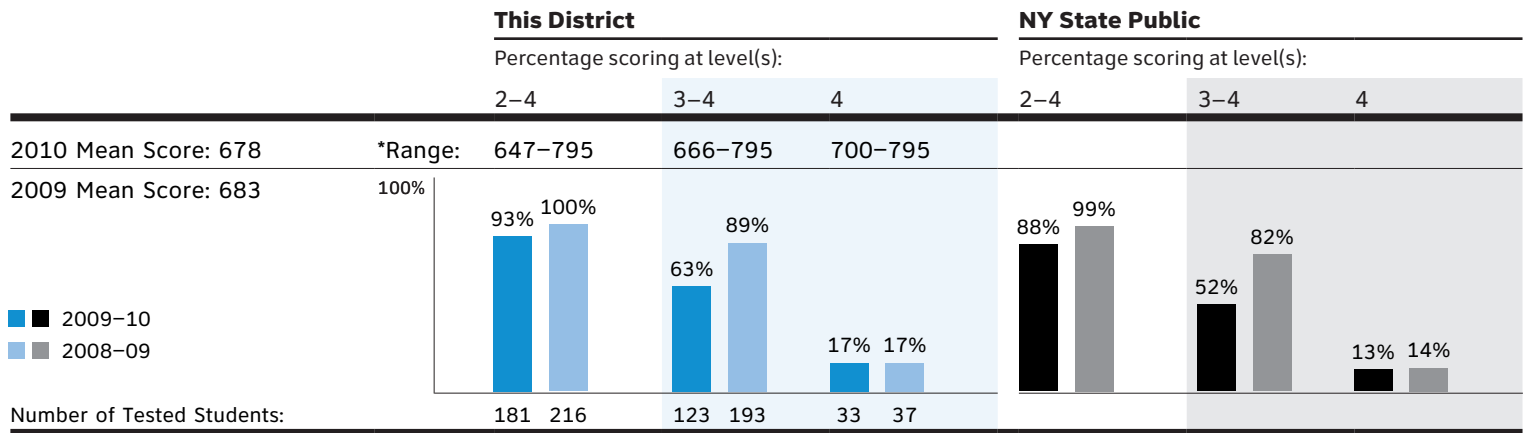 This District NY State Public
Percentage scoring at level(s): Percentage scoring at level(s):
2–4 3–4 4 2–4 3–4 4
2010 Mean Score: 678 *Range: 647–795 666–795 700–795
2009 Mean Score: 683 100%
93% 100% 63% 89% 17% 17% 88% 99% 52% 82% 13% 14%
2009–10
2008–09
Number of Tested Students: 181 216 123 193 33 37